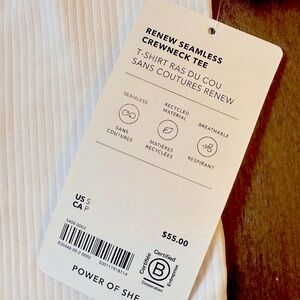 RENEW SEAMLESS
CREWNECK TEE
T-SHIRT RAS DU COU
SANS COUTURES RENEW
SEAMLESS
RECYCLED
MATERIAL
BREATHABLE
SANS
COUTURES
MATIÈRES
RECYCLÉES
RESPIRANT
US S
CA P
$55.00
Certified
B
Corporation
Entreprise
POWER OF SHE